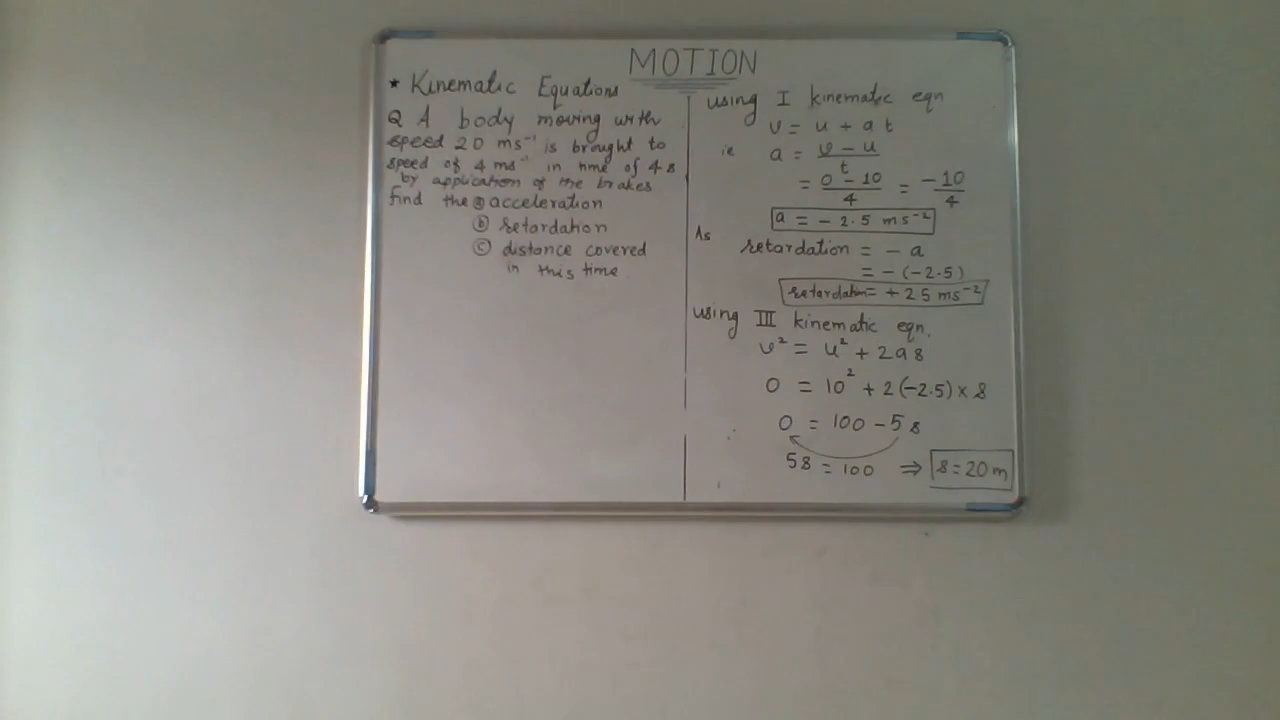 MOTION
* Kinematic Equations
Q A body moving with
speed 20 ms⁻¹ is brought to
speed of 4 ms⁻¹ in time of 4s
by application of the brakes
find the ⓐ acceleration
ⓑ retardation
ⓒ distance covered
in this time.
using I kinematic eqn
v = u + at
ie a = (v - u)/t
= (0 - 10)/4 = -10/4
a = - 2.5 ms⁻²
As retardation = - a
= - (-2.5)
retardation = + 2.5 ms⁻²
using III kinematic eqn.
v² = u² + 2as
0 = 10² + 2(-2.5) × s
0 = 100 - 5s
5s = 100 ⇒ s = 20 m